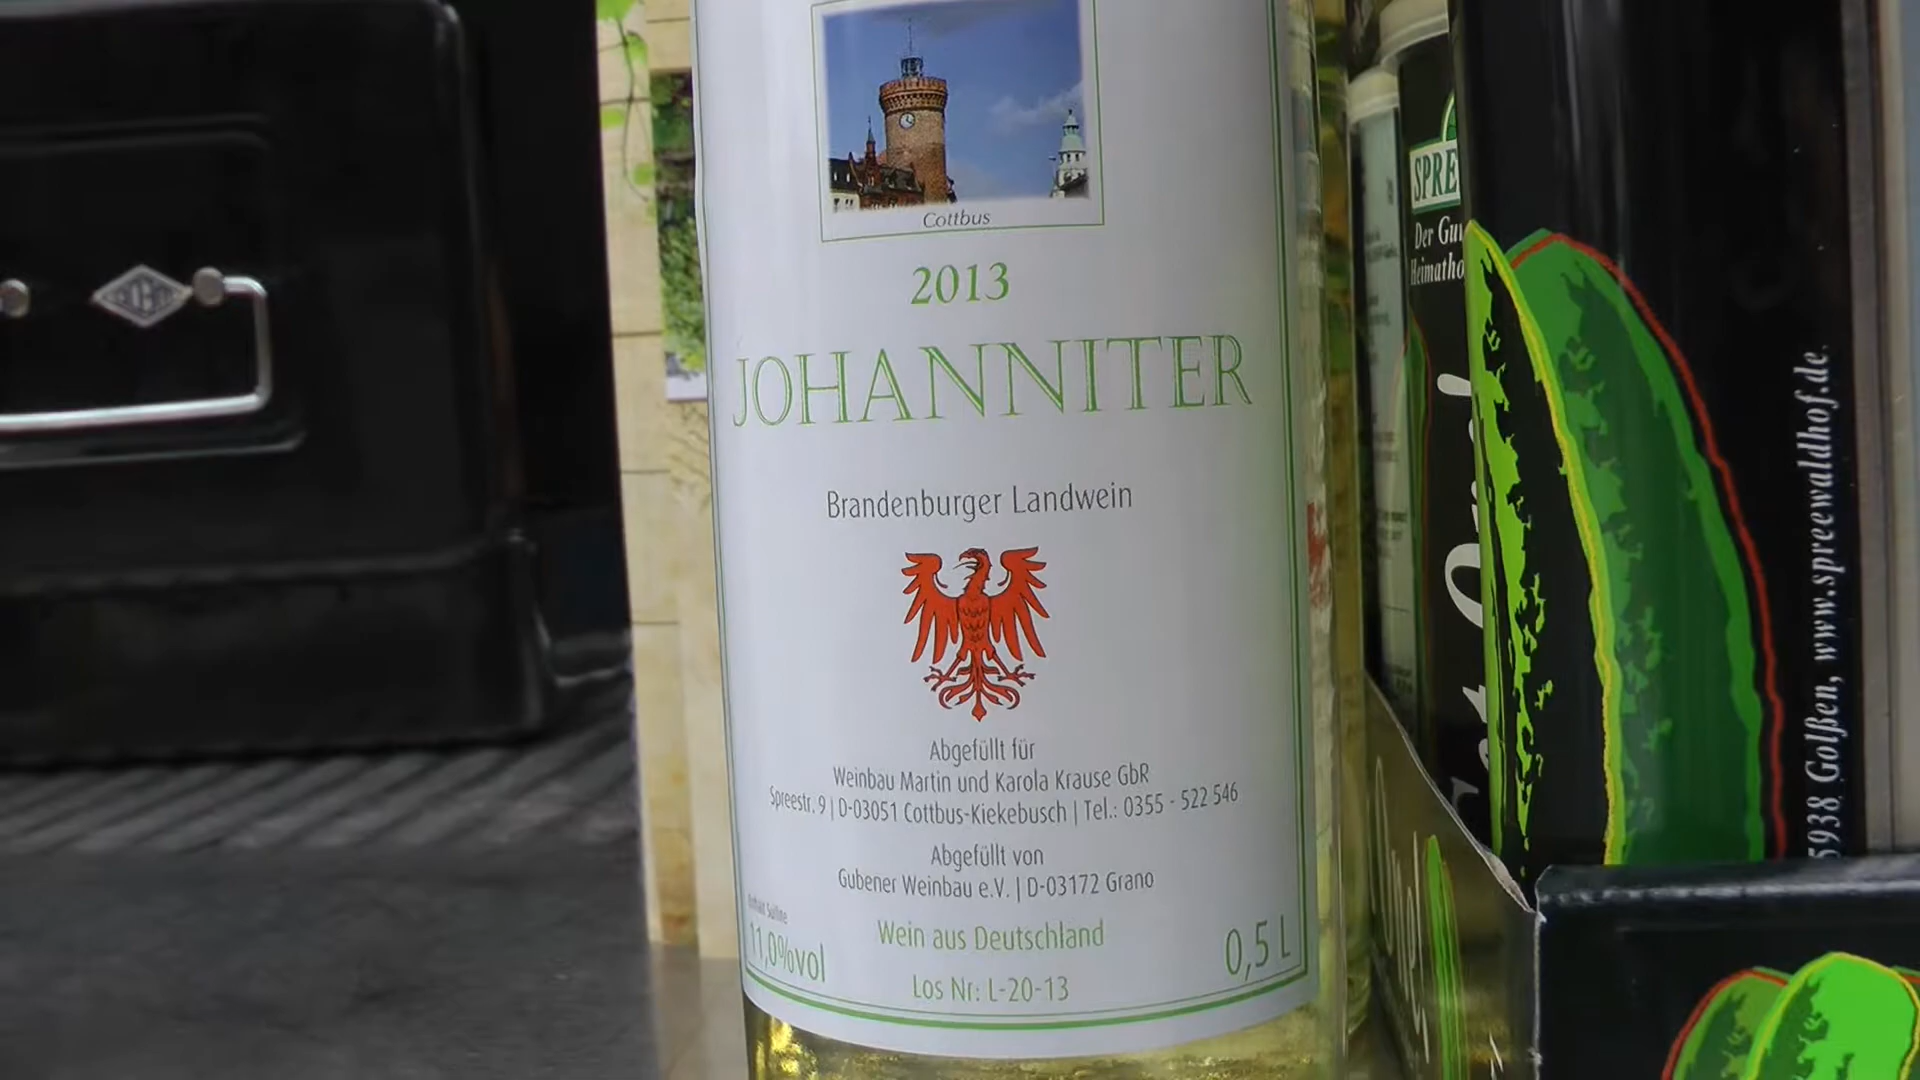 Cottbus
2013
JOHANNITER
Brandenburger Landwein
Abgefüllt für
Weinbau Martin und Karola Krause GbR
Spreestr. 9 | D-03051 Cottbus-Kiekebusch | Tel.: 0355 - 522 546
Abgefüllt von
Gubener Weinbau e.V. | D-03172 Grano
enthält Sulfite
11,0%vol
Wein aus Deutschland
0,5 L
Los Nr: L-20-13
SPRE
Der Gu
Heimatho
5938 Golßen, www.spreewaldhof.de